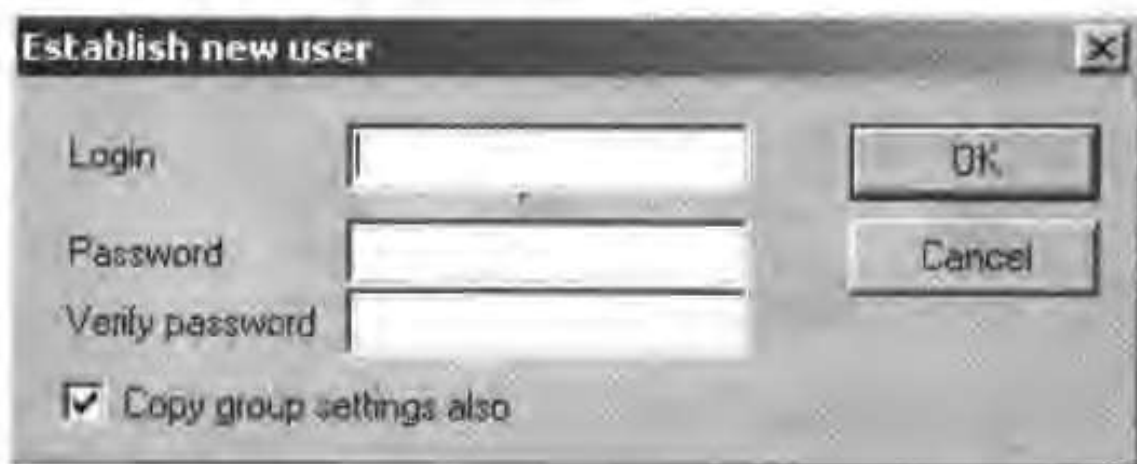 Establish new user
Login
OK
Password
Cancel
Verify password
Copy group settings also